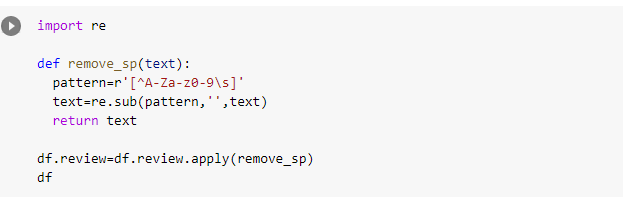 import re
def remove_sp(text):
pattern=r'[^A-Za-z0-9\s]'
text=re.sub(pattern,'',text)
return text
df.review=df.review.apply(remove_sp)
df